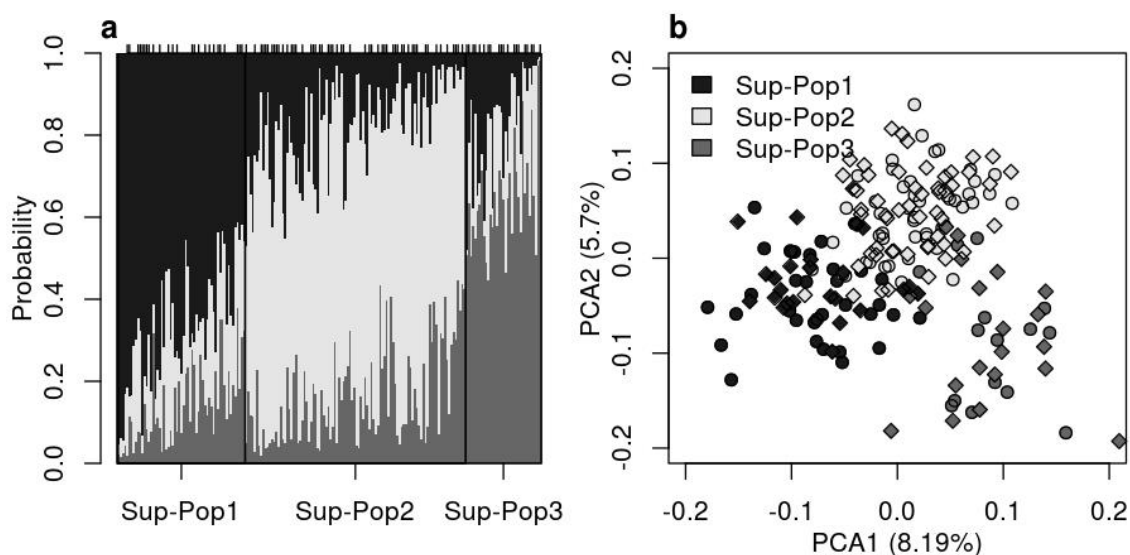 a
1.0
0.8
0.6
0.4
0.2
0.0
Probability
Sup-Pop1 Sup-Pop2 Sup-Pop3
b
Sup-Pop1
Sup-Pop2
Sup-Pop3
0.2
0.1
0.0
-0.1
-0.2
PCA2 (5.7%)
-0.2 -0.1 0.0 0.1 0.2
PCA1 (8.19%)